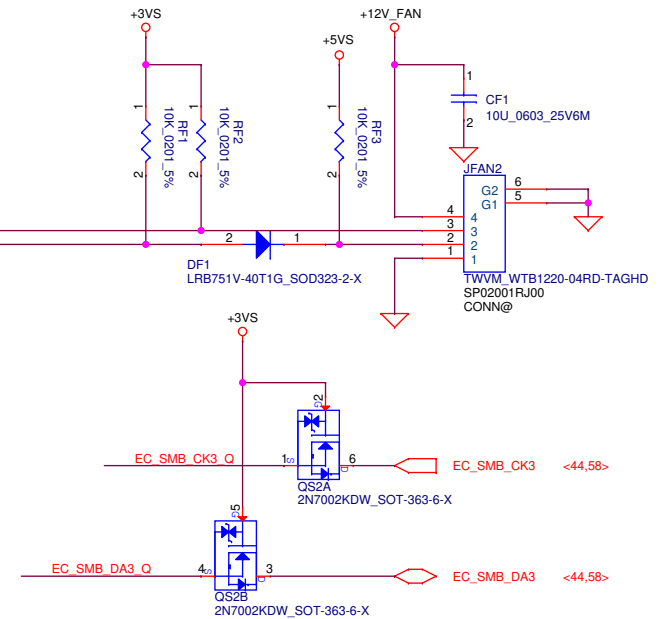 +3VS
+12V_FAN
+5VS
1
CF1
10U_0603_25V6M
2
1
RF1
10K_0201_5%
2
1
RF2
10K_0201_5%
2
1
RF3
10K_0201_5%
2
JFAN2
G2
G1
6
5
4
3
2
1
4
3
2
1
2
1
DF1
LRB751V-40T1G_SOD323-2-X
TWVM_WTB1220-04RD-TAGHD
SP02001RJ00
CONN@
+3VS
2
G
EC_SMB_CK3_Q
1
S
6
D
EC_SMB_CK3
<44,58>
QS2A
2N7002KDW_SOT-363-6-X
5
G
EC_SMB_DA3_Q
4
S
3
D
EC_SMB_DA3
<44,58>
QS2B
2N7002KDW_SOT-363-6-X